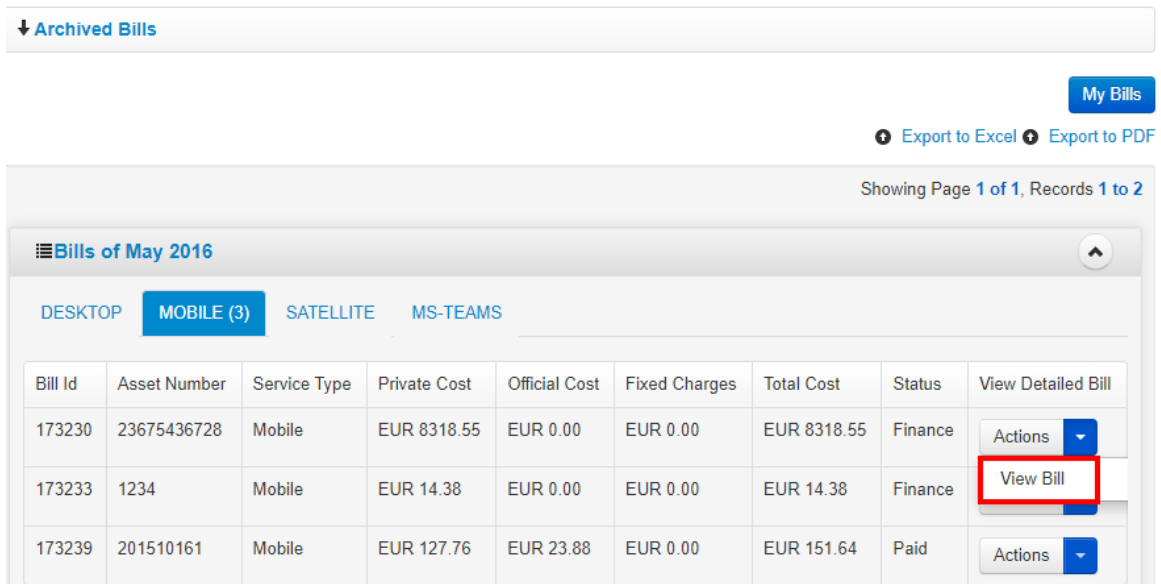 Archived Bills
My Bills
Export to Excel Export to PDF
Showing Page 1 of 1, Records 1 to 2
Bills of May 2016
DESKTOP MOBILE (3) SATELLITE MS-TEAMS
Bill Id Asset Number Service Type Private Cost Official Cost Fixed Charges Total Cost Status View Detailed Bill
173230 23675436728 Mobile EUR 8318.55 EUR 0.00 EUR 0.00 EUR 8318.55 Finance Actions
173233 1234 Mobile EUR 14.38 EUR 0.00 EUR 0.00 EUR 14.38 Finance View Bill
173239 201510161 Mobile EUR 127.76 EUR 23.88 EUR 0.00 EUR 151.64 Paid Actions